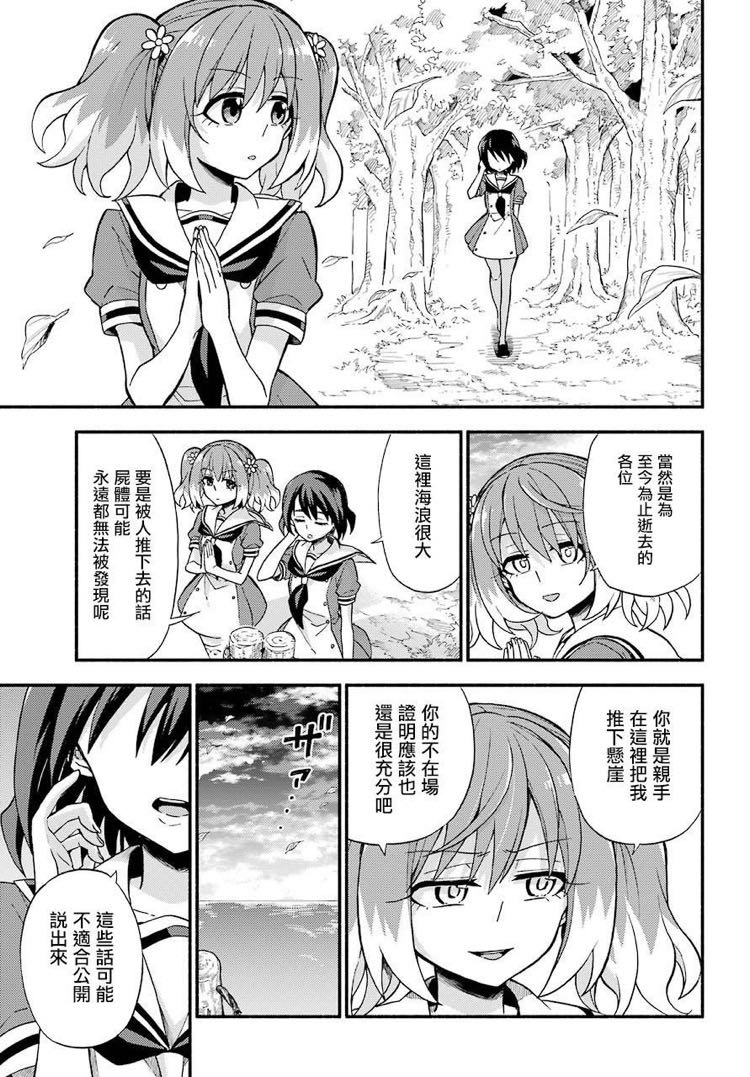 當然是為
至今為止逝去的
各位
這裡海浪很大
要是被人推下去的話
屍體可能
永遠都無法被發現呢
你就是親手
在這裡把我
推下懸崖
你的不在場
證明應該也
還是很充分吧
ザァ…
這些話可能
不適合公開
説出來